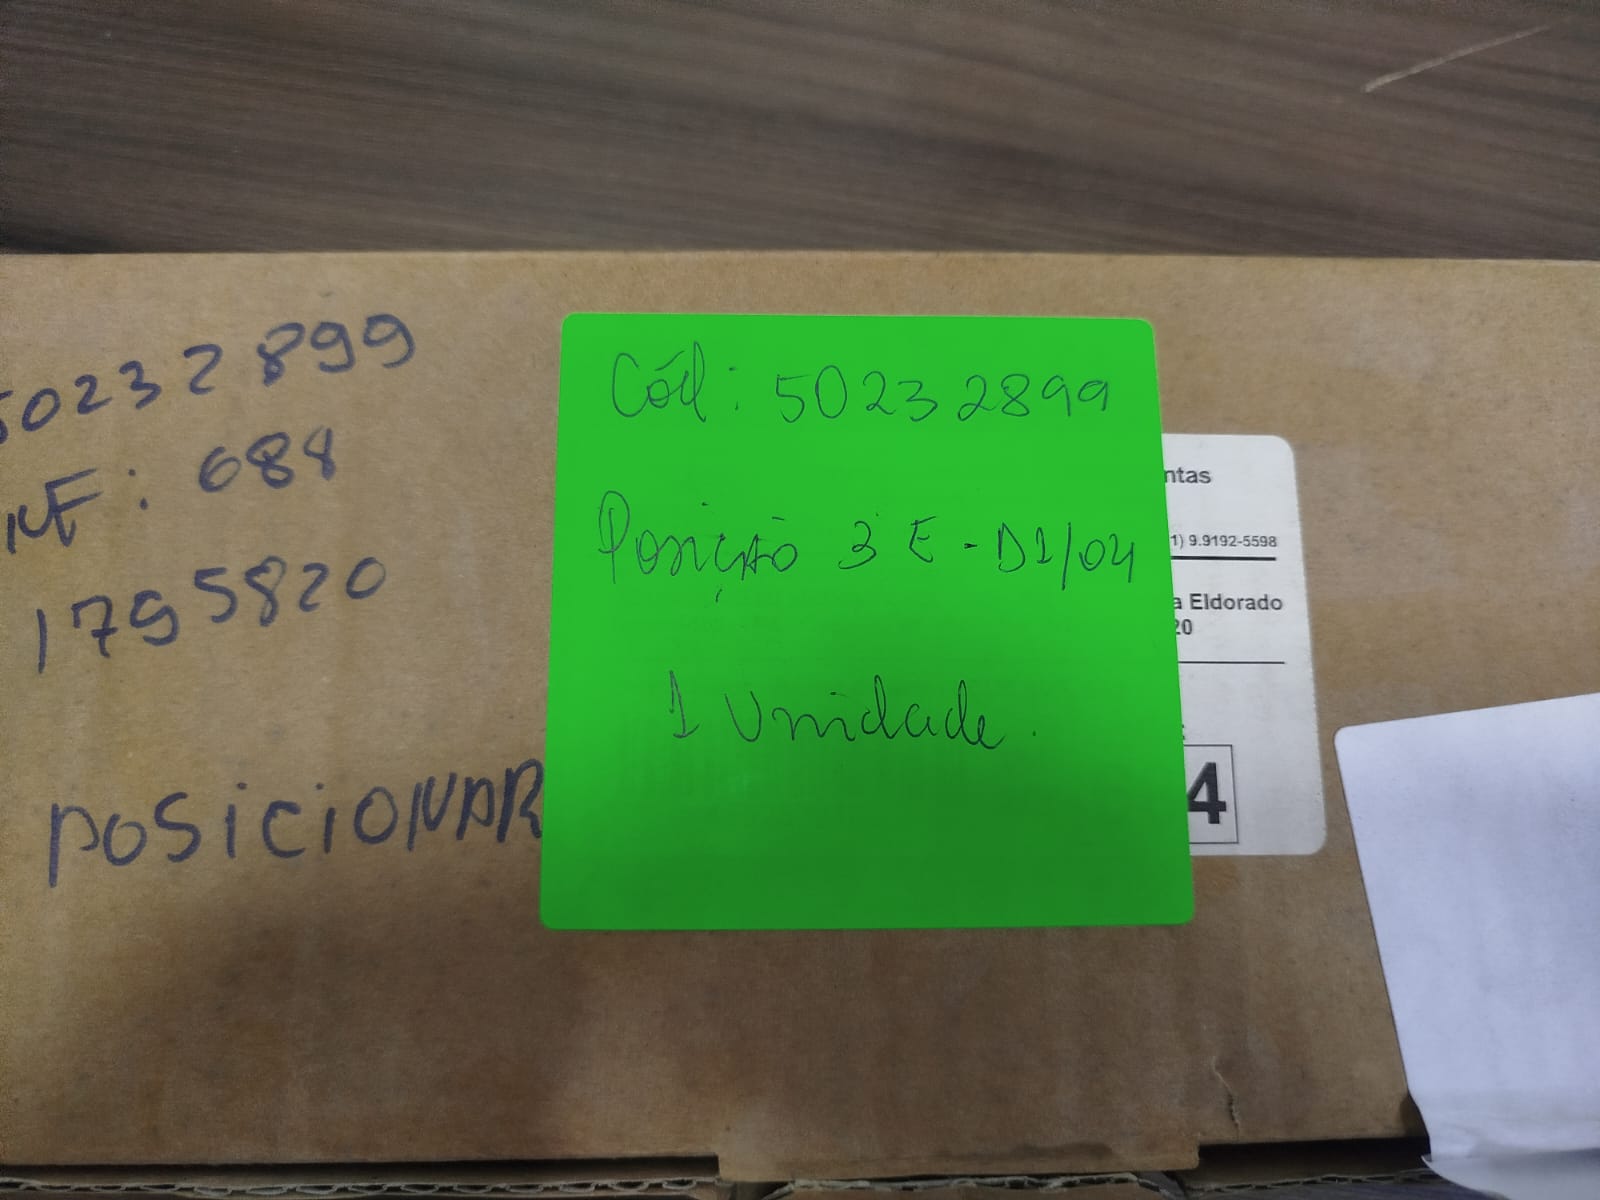 50232899
NF: 684
1795820
POSICIONAR
Cód: 50232899
Posição 3 E - D1/04
1 Unidade.
ntas
1) 9.9192-5598
a Eldorado
20
4